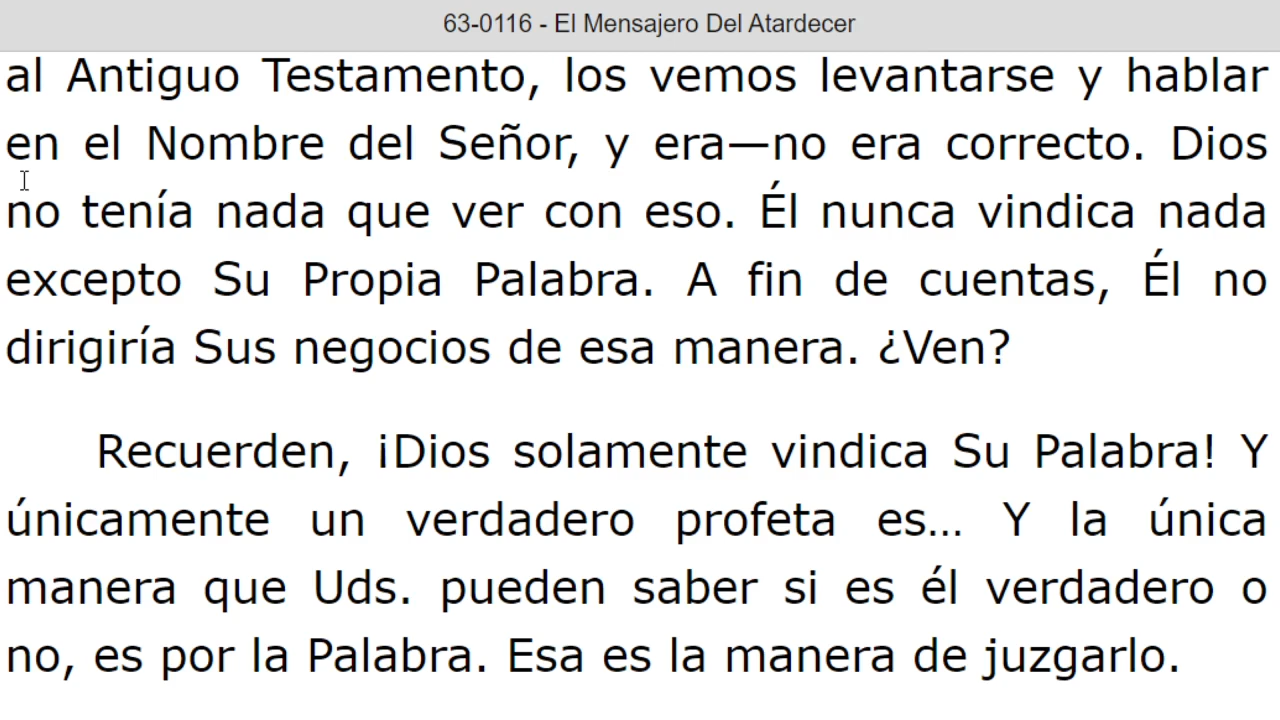 63-0116 - El Mensajero Del Atardecer
al Antiguo Testamento, los vemos levantarse y hablar
en el Nombre del Señor, y era—no era correcto. Dios
no tenía nada que ver con eso. Él nunca vindica nada
excepto Su Propia Palabra. A fin de cuentas, Él no
dirigiría Sus negocios de esa manera. ¿Ven?
Recuerden, ¡Dios solamente vindica Su Palabra! Y
únicamente un verdadero profeta es... Y la única
manera que Uds. pueden saber si es él verdadero o
no, es por la Palabra. Esa es la manera de juzgarlo.